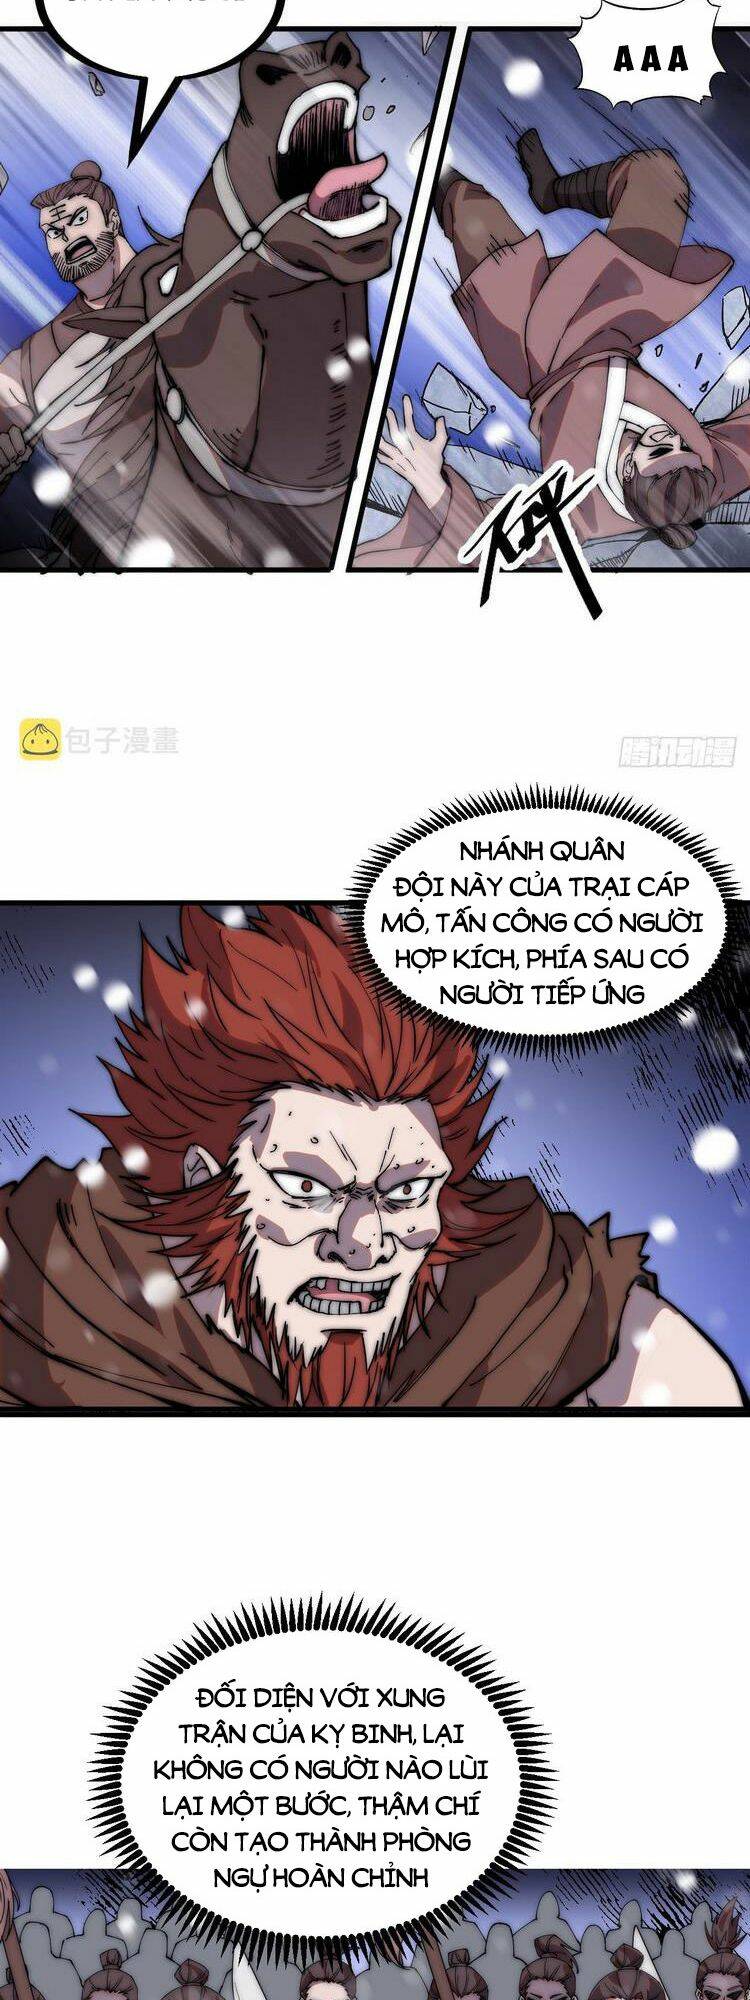 AAA
包子漫畫
腾讯动漫
NHÁNH QUÂN
ĐỘI NÀY CỦA TRẠI CÁP
MÔ, TẤN CÔNG CÓ NGƯỜI
HỢP KÍCH, PHÍA SAU CÓ
NGƯỜI TIẾP ỨNG
ĐỐI DIỆN VỚI XUNG
TRẬN CỦA KỴ BINH, LẠI
KHÔNG CÓ NGƯỜI NÀO LÙI
LẠI MỘT BƯỚC, THẬM CHÍ
CÒN TẠO THÀNH PHÒNG
NGỰ HOÀN CHỈNH